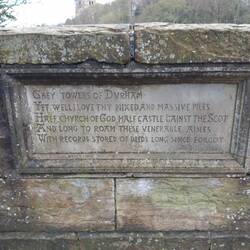 GREY TOWERS OF DURHAM
YET WELL I LOVE THY MIXED AND MASSIVE PILES
HALF CHURCH OF GOD HALF CASTLE GAINST THE SCOT
AND LONG TO ROAM THESE VENERABLE AISLES
WITH RECORDS STORED OF DEEDS LONG SINCE FORGOT